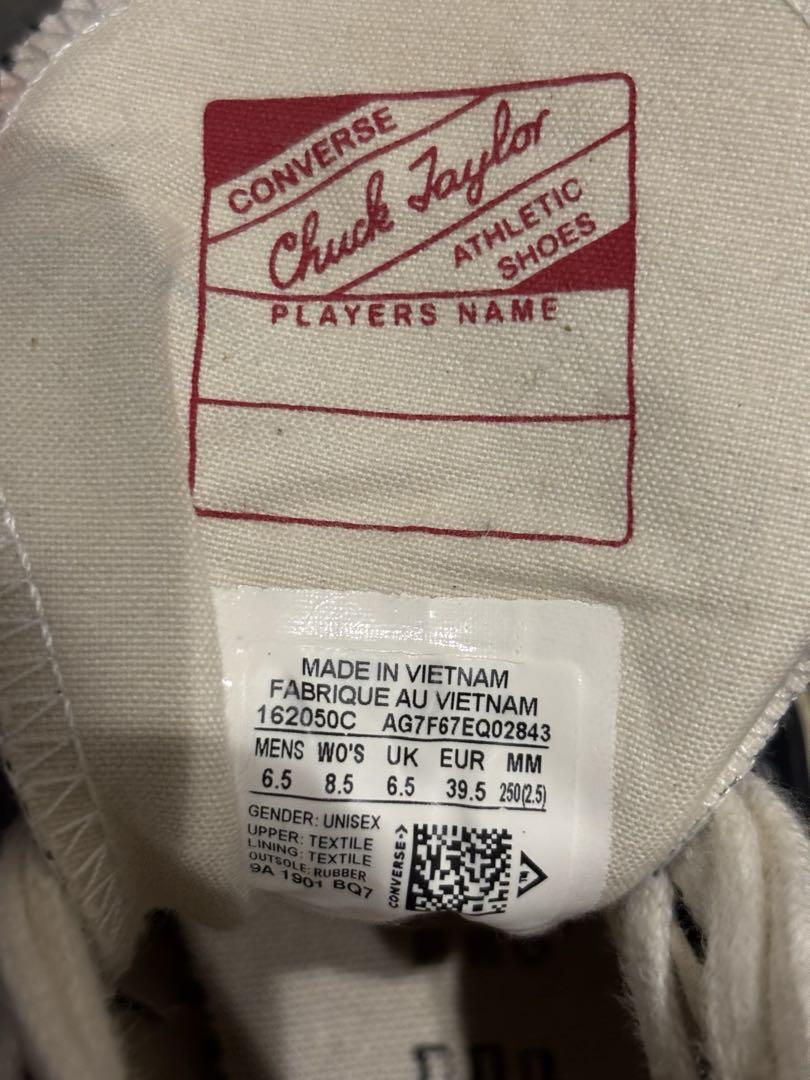 CONVERSE
Chuck Taylor
ATHLETIC
SHOES
PLAYERS NAME
MADE IN VIETNAM
FABRIQUE AU VIETNAM
162050C AG7F67EQ02843
MENS WO'S UK EUR MM
6.5 8.5 6.5 39.5 250(2.5)
GENDER: UNISEX
UPPER: TEXTILE
LINING: TEXTILE
OUTSOLE: RUBBER
9A 1901 BQ7
CONVERSE